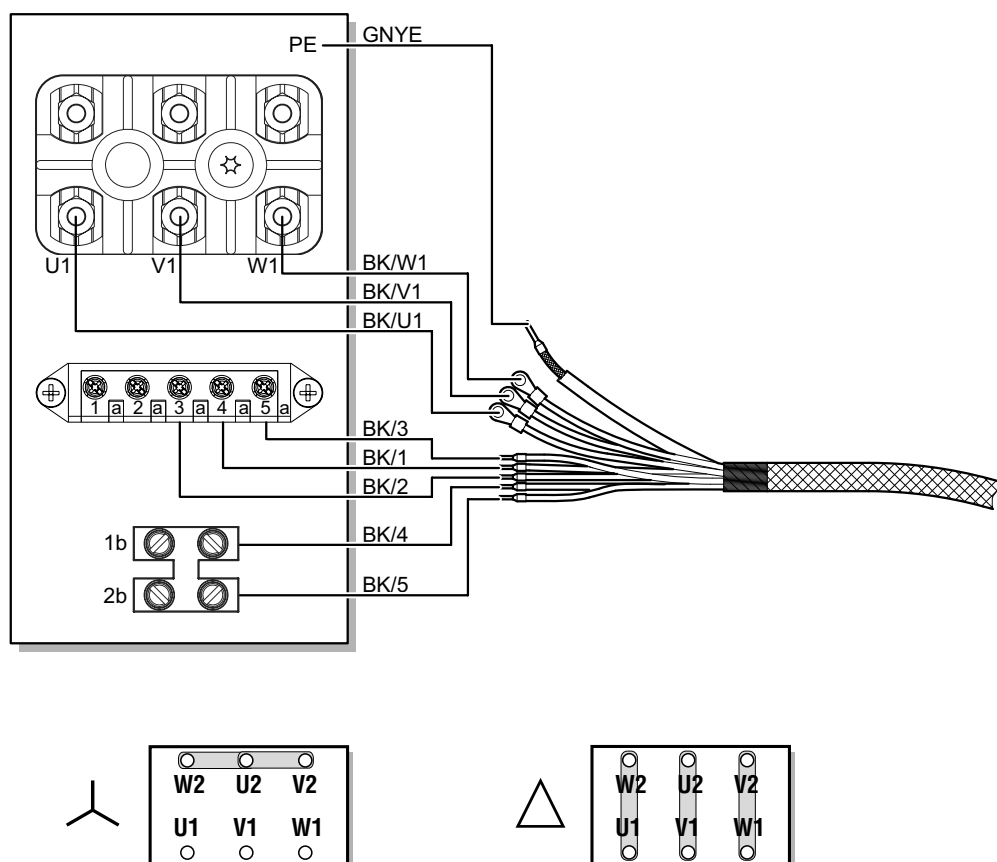 PE GNYE
U1 V1 W1
BK/W1
BK/V1
BK/U1
1 a 2 a 3 a 4 a 5 a
BK/3
BK/1
BK/2
1b BK/4
2b BK/5
W2 U2 V2 W2 U2 V2
U1 V1 W1 U1 V1 W1